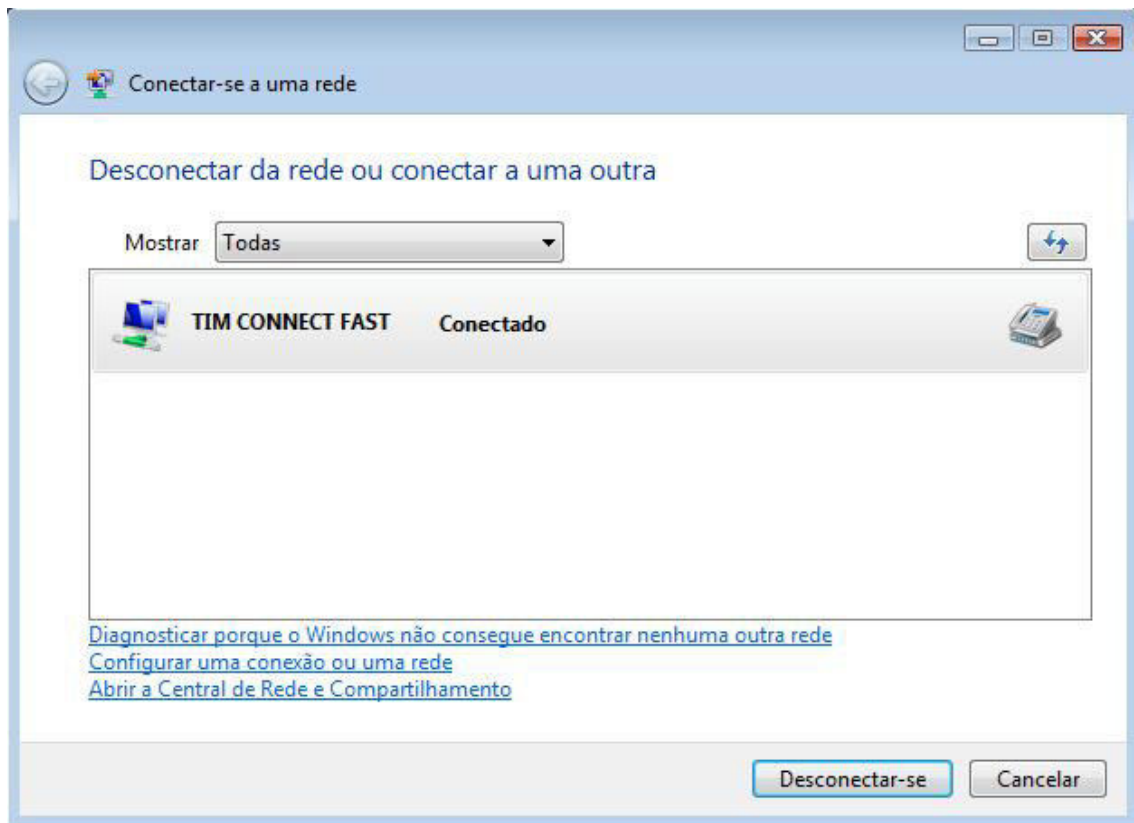 Conectar-se a uma rede
Desconectar da rede ou conectar a uma outra
Mostrar Todas
TIM CONNECT FAST Conectado
Diagnosticar porque o Windows não consegue encontrar nenhuma outra rede
Configurar uma conexão ou uma rede
Abrir a Central de Rede e Compartilhamento
Desconectar-se Cancelar